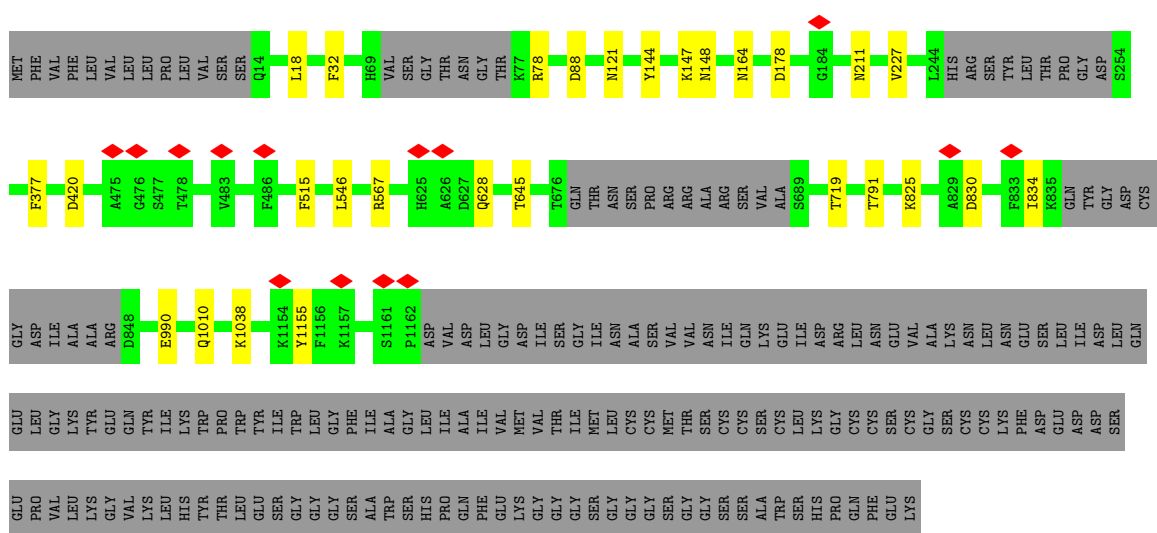 MET PHE VAL PHE LEU VAL LEU LEU PRO LEU VAL SER SER Q14 L18 F32 H69 VAL SER GLY THR ASN GLY THR K77 R78 D88 N121 Y144 K147 N148 N164 D178 G184 N211 V227 L244 HIS ARG SER TYR LEU THR PRO GLY ASP S254
F377 D420 A475 G476 S477 T478 V483 F486 F515 L546 R567 H625 A626 D627 Q628 T645 T676 GLN THR ASN SER PRO ARG ARG ALA ARG SER VAL ALA S689 T719 T791 K825 A829 D830 F833 I834 K835 GLN TYR GLY ASP CYS
GLY ASP ILE ALA ALA ARG D848 E990 Q1010 K1038 K1154 Y1155 F1156 K1157 S1161 P1162 ASP VAL ASP LEU GLY ASP ILE SER GLY ILE ASN ALA SER VAL VAL ASN ILE GLN LYS GLU ILE ASP ARG LEU ASN GLU VAL ALA LYS ASN LEU ASN GLU SER LEU ILE ASP LEU GLN
GLU LEU GLY LYS TYR GLU GLN TYR ILE LYS TRP PRO TRP TYR ILE TRP LEU GLY PHE ILE ALA GLY LEU ILE ALA ILE VAL MET VAL THR ILE MET LEU CYS CYS MET THR SER CYS CYS SER CYS LEU LYS GLY CYS CYS SER CYS GLY SER CYS CYS LYS PHE ASP GLU ASP ASP SER
GLU PRO VAL LEU LYS GLY VAL LYS LEU HIS TYR THR LEU GLU SER GLY GLY GLY SER ALA TRP SER HIS PRO GLN PHE GLU LYS GLY GLY GLY SER GLY GLY GLY SER GLY GLY SER SER ALA TRP SER HIS PRO GLN PHE GLU LYS